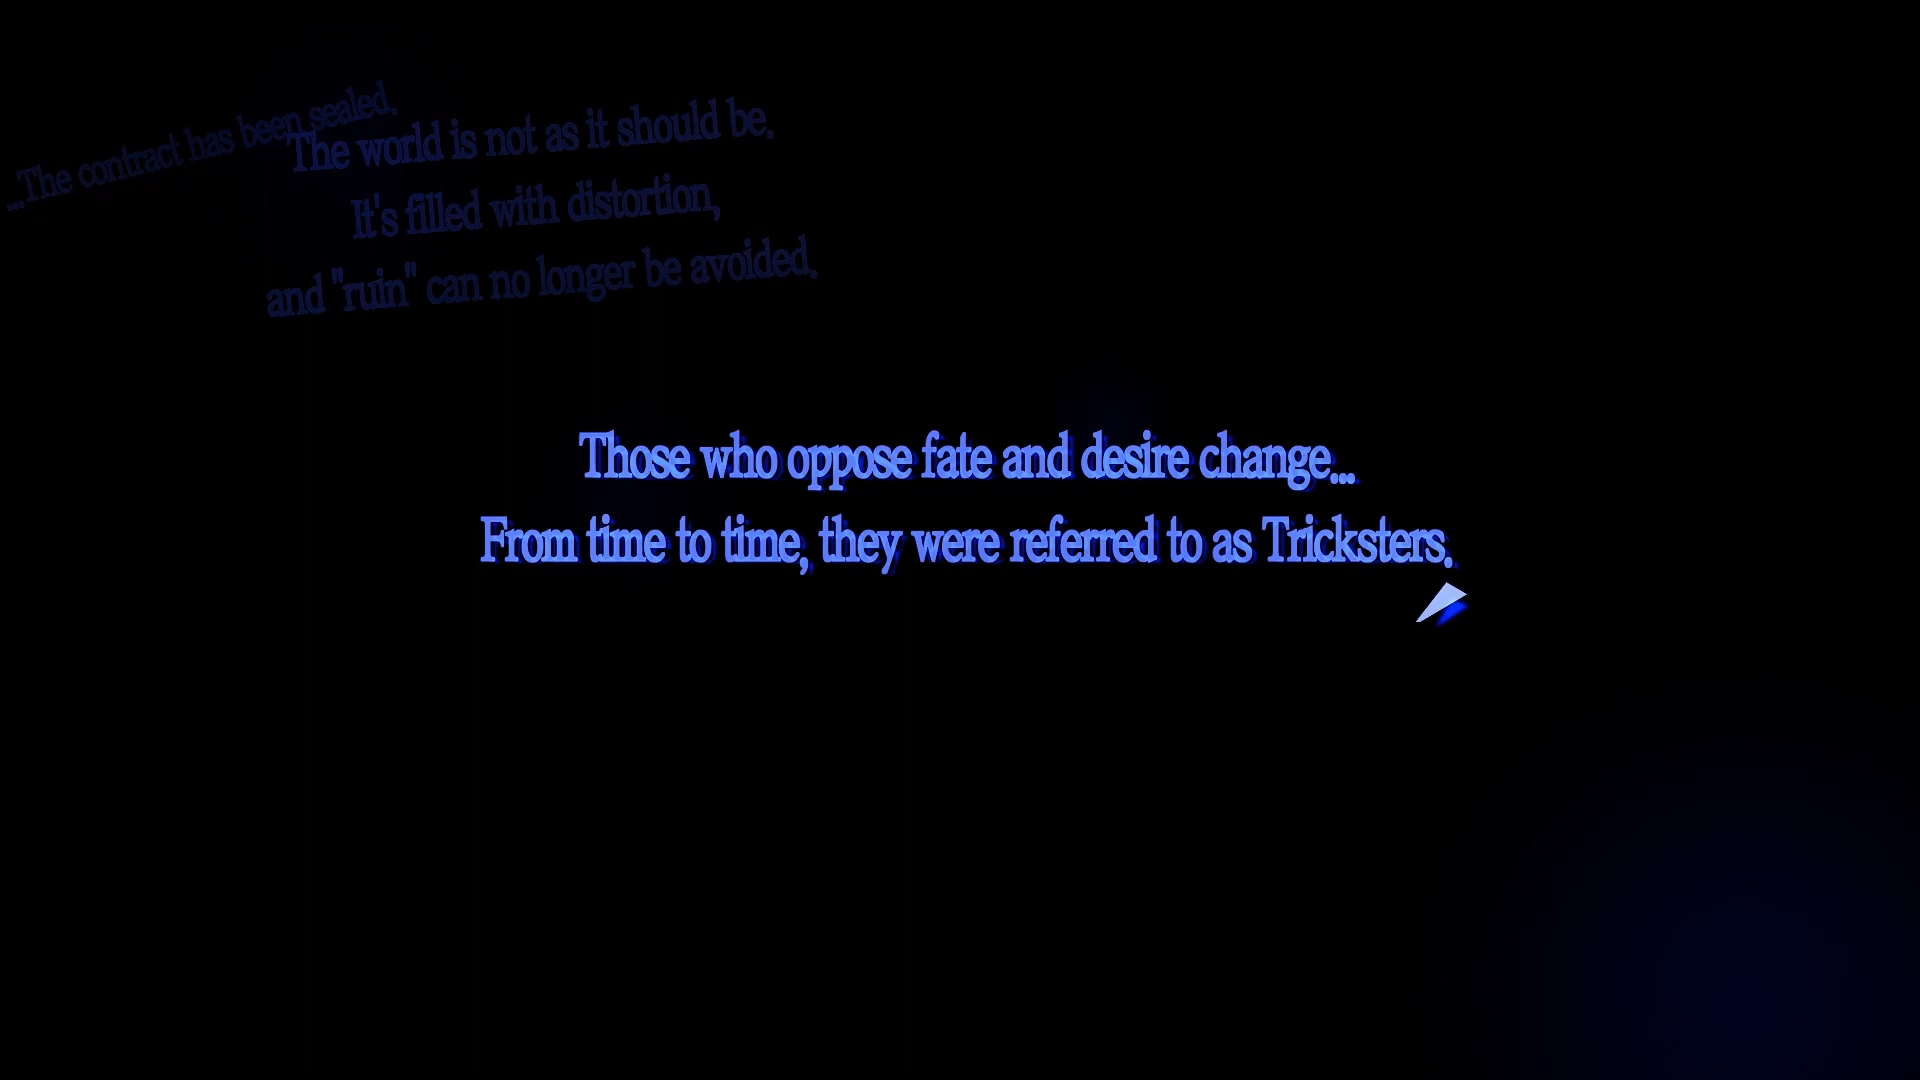 ...The contract has been sealed.
The world is not as it should be.
It's filled with distortion,
and "ruin" can no longer be avoided.
Those who oppose fate and desire change...
From time to time, they were referred to as Tricksters.